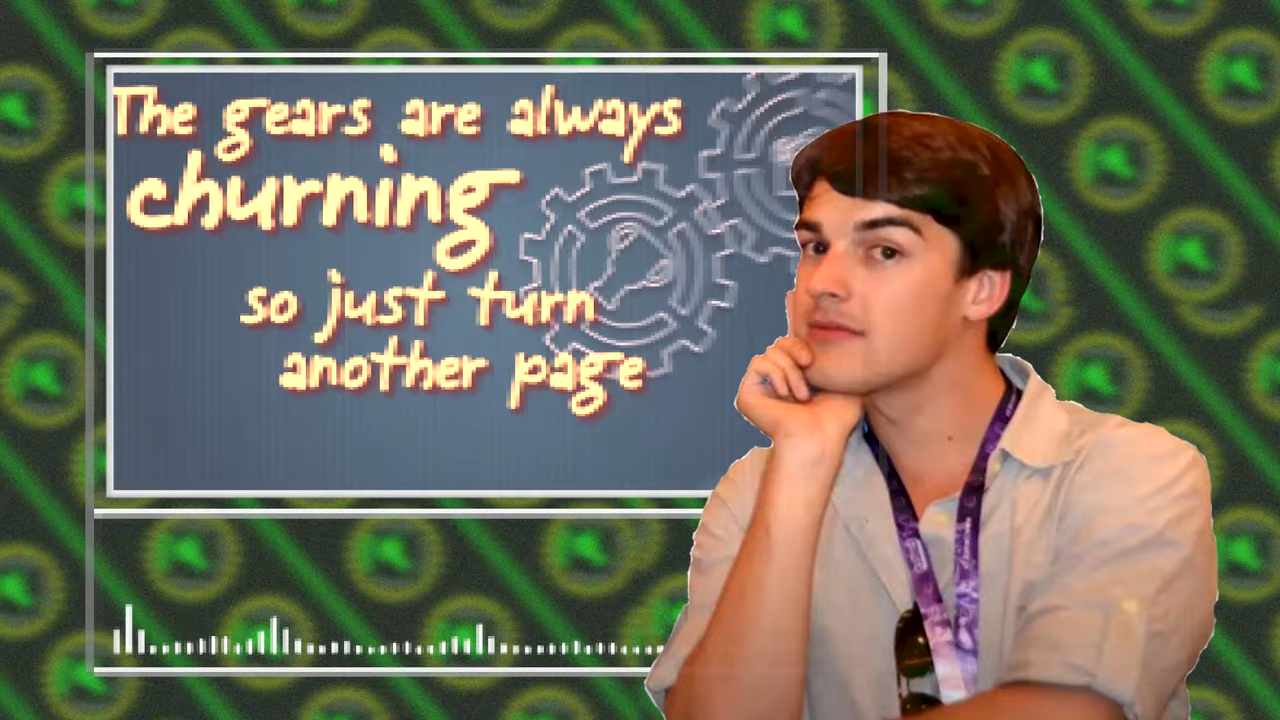 The gears are always
churning
so just turn
another page